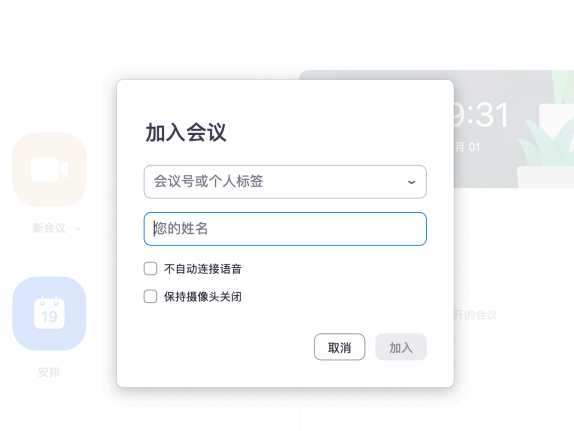 加入会议
会议号或个人标签
您的姓名
不自动连接语音
保持摄像头关闭
取消
加入
新会议
19
安排
9:31
月 01
开的会议